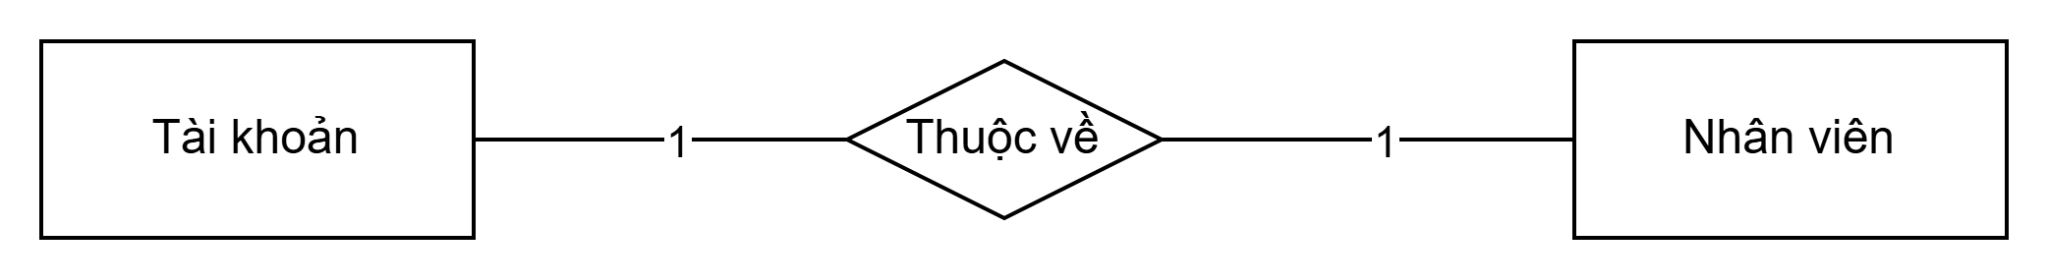 Tài khoản 1 Thuộc về 1 Nhân viên